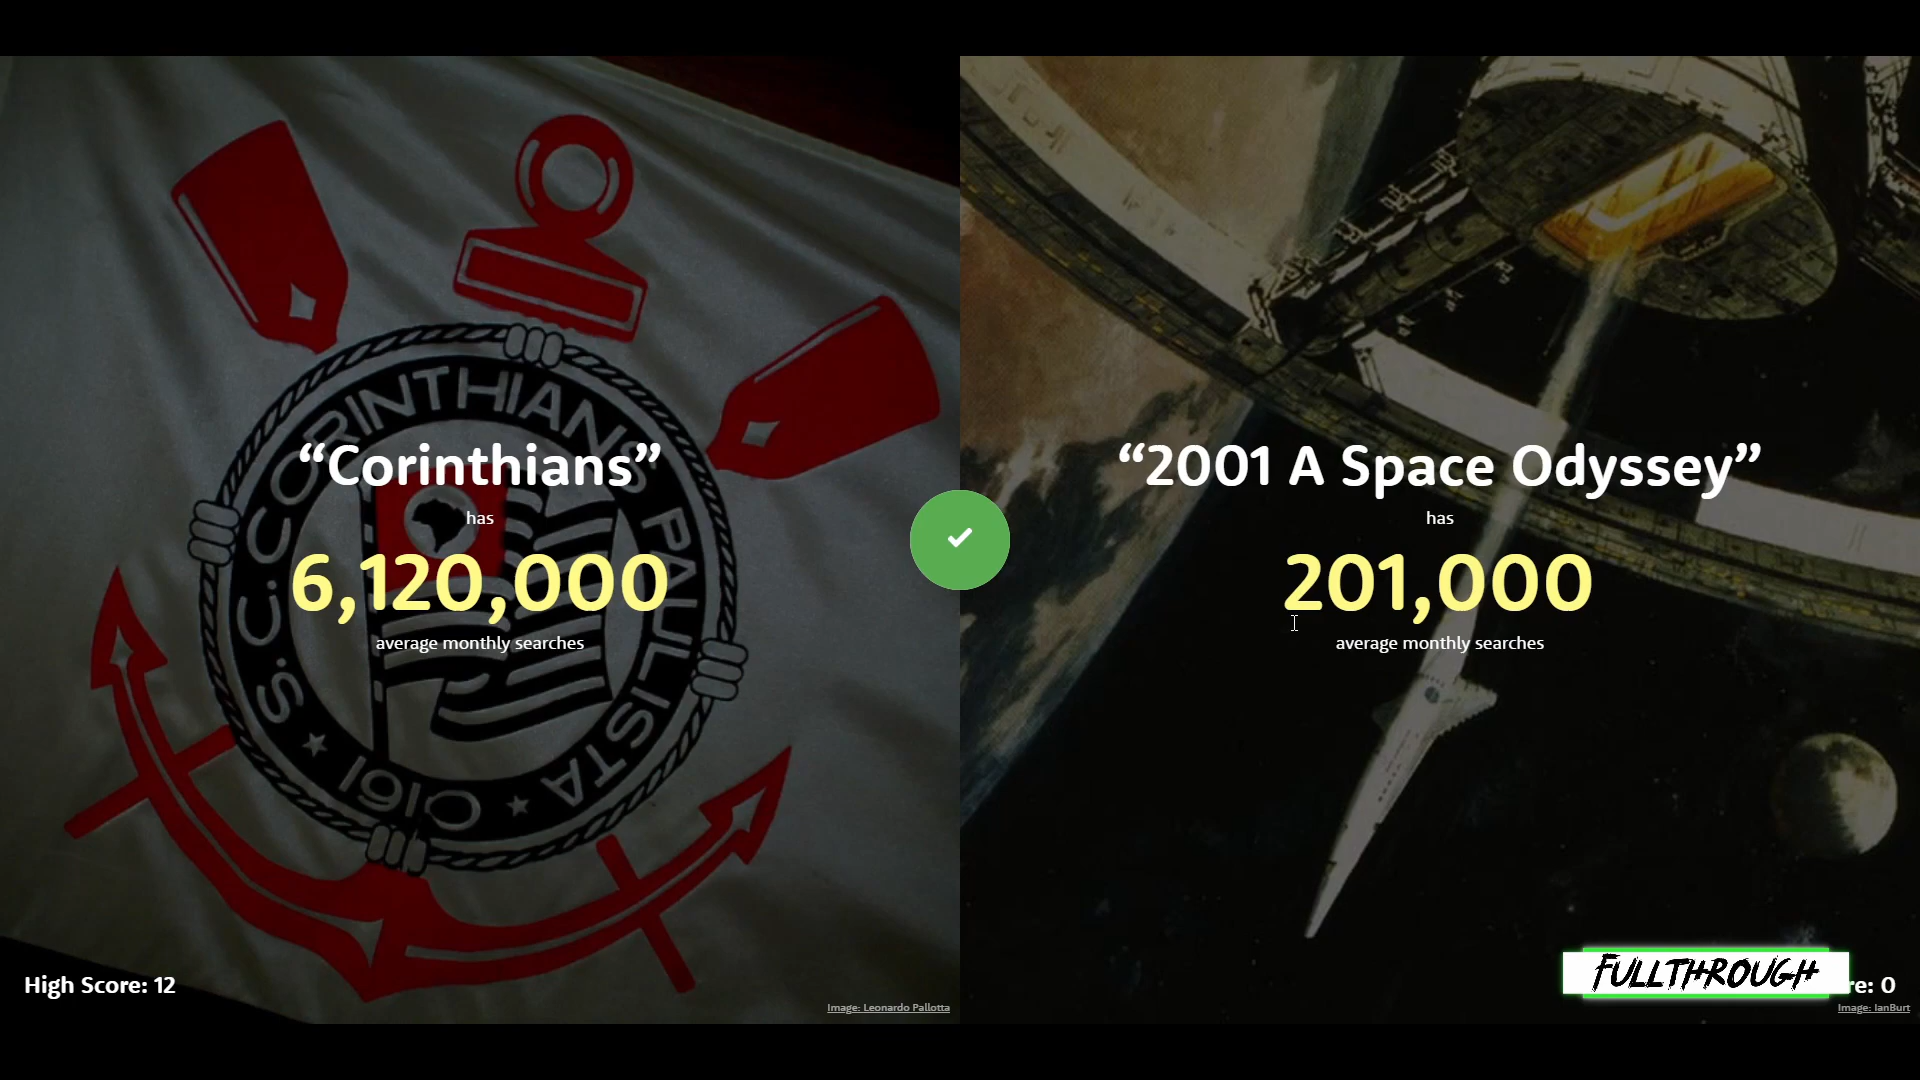 S.C. CORINTHIANS PAULISTA
1910
“Corinthians”
has
6,120,000
average monthly searches
High Score: 12
Image: Leonardo Pallotta
“2001 A Space Odyssey”
has
201,000
average monthly searches
FULLTHROUGH
re: 0
Image: IanBurt